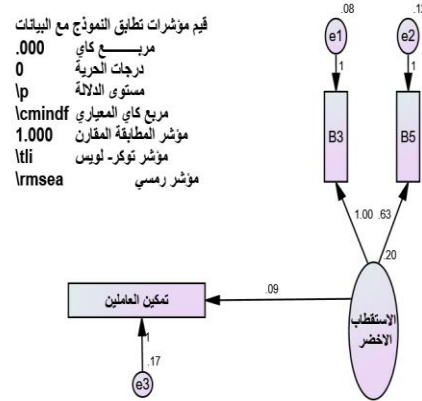 قيم مؤشرات تطابق النموذج مع البيانات
مربــــــع كاي .000
درجات الحرية 0
مستوى الدلالة \p
مربع كاي المعياري \cmindf
مؤشر المطابقة المقارن 1.000
مؤشر توكر- لويس \tli
مؤشر رمسي \rmsea
.08
e1
e2
1
1
B3
B5
1.00
.63
.20
.09
تمكين العاملين
الاستقطاب
الاخضر
1
.17
e3